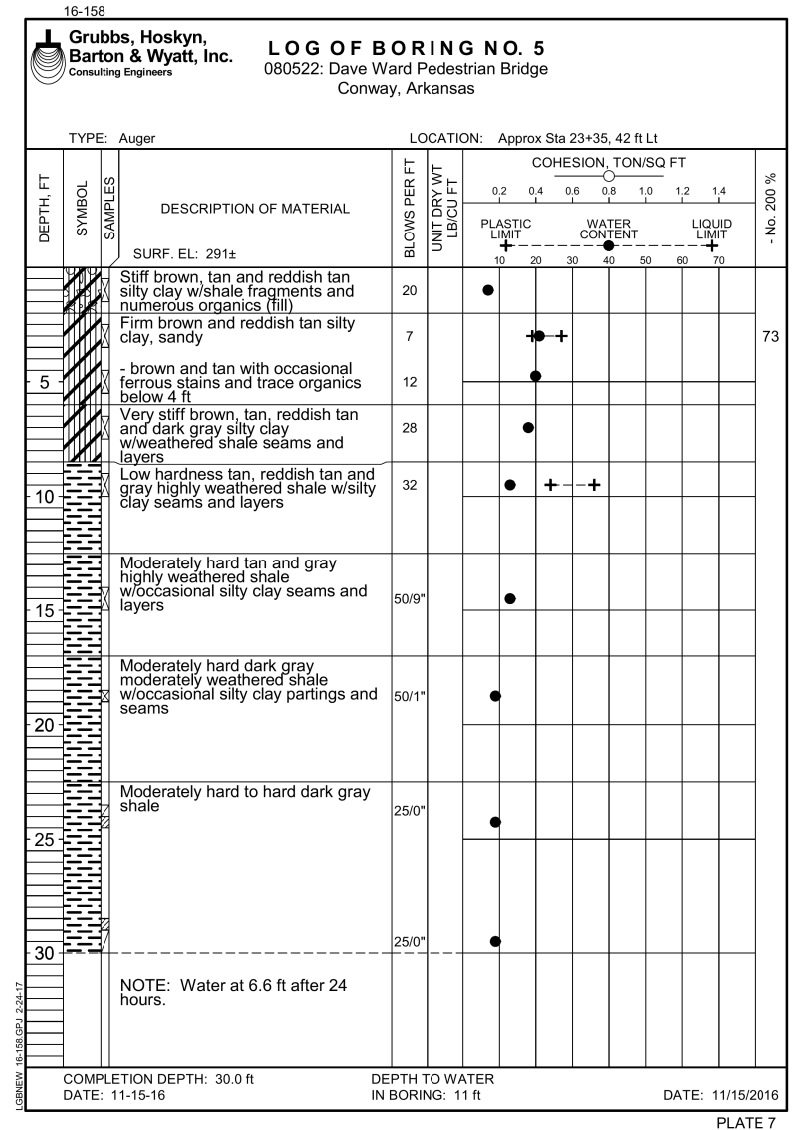 16-158
Grubbs, Hoskyn,
Barton & Wyatt, Inc.
Consulting Engineers
LOG OF BORING NO. 5
080522: Dave Ward Pedestrian Bridge
Conway, Arkansas
TYPE: Auger
LOCATION: Approx Sta 23+35, 42 ft Lt
DEPTH, FT
SYMBOL
SAMPLES
DESCRIPTION OF MATERIAL
SURF. EL: 291±
BLOWS PER FT
UNIT DRY WT
LB/CU FT
COHESION, TON/SQ FT
0.2 0.4 0.6 0.8 1.0 1.2 1.4
PLASTIC LIMIT
WATER CONTENT
LIQUID LIMIT
10 20 30 40 50 60 70
- No. 200 %
Stiff brown, tan and reddish tan
silty clay w/shale fragments and
numerous organics (fill)
20
Firm brown and reddish tan silty
clay, sandy
7
73
- brown and tan with occasional
ferrous stains and trace organics
below 4 ft
5
12
Very stiff brown, tan, reddish tan
and dark gray silty clay
w/weathered shale seams and
layers
28
Low hardness tan, reddish tan and
gray highly weathered shale w/silty
clay seams and layers
32
10
Moderately hard tan and gray
highly weathered shale
w/occasional silty clay seams and
layers
50/9"
15
Moderately hard dark gray
moderately weathered shale
w/occasional silty clay partings and
seams
50/1"
20
Moderately hard to hard dark gray
shale
25/0"
25
25/0"
30
NOTE: Water at 6.6 ft after 24
hours.
LGBNEW 16-158.GPJ 2-24-17
COMPLETION DEPTH: 30.0 ft
DATE: 11-15-16
DEPTH TO WATER
IN BORING: 11 ft
DATE: 11/15/2016
PLATE 7